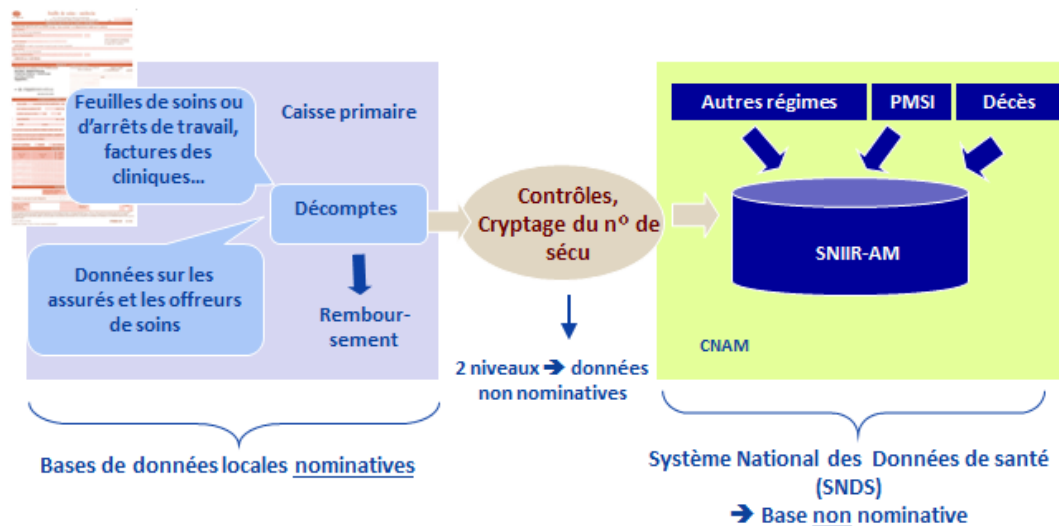 Feuilles de soins ou
d'arrêts de travail,
factures des
cliniques...
Caisse primaire
Décomptes
Données sur les
assurés et les offreurs
de soins
Rembour-
sement
Contrôles,
Cryptage du nº de
sécu
2 niveaux ➔ données
non nominatives
Autres régimes
PMSI
Décès
SNIIR-AM
CNAM
Bases de données locales nominatives
Système National des Données de santé
(SNDS)
➔ Base non nominative